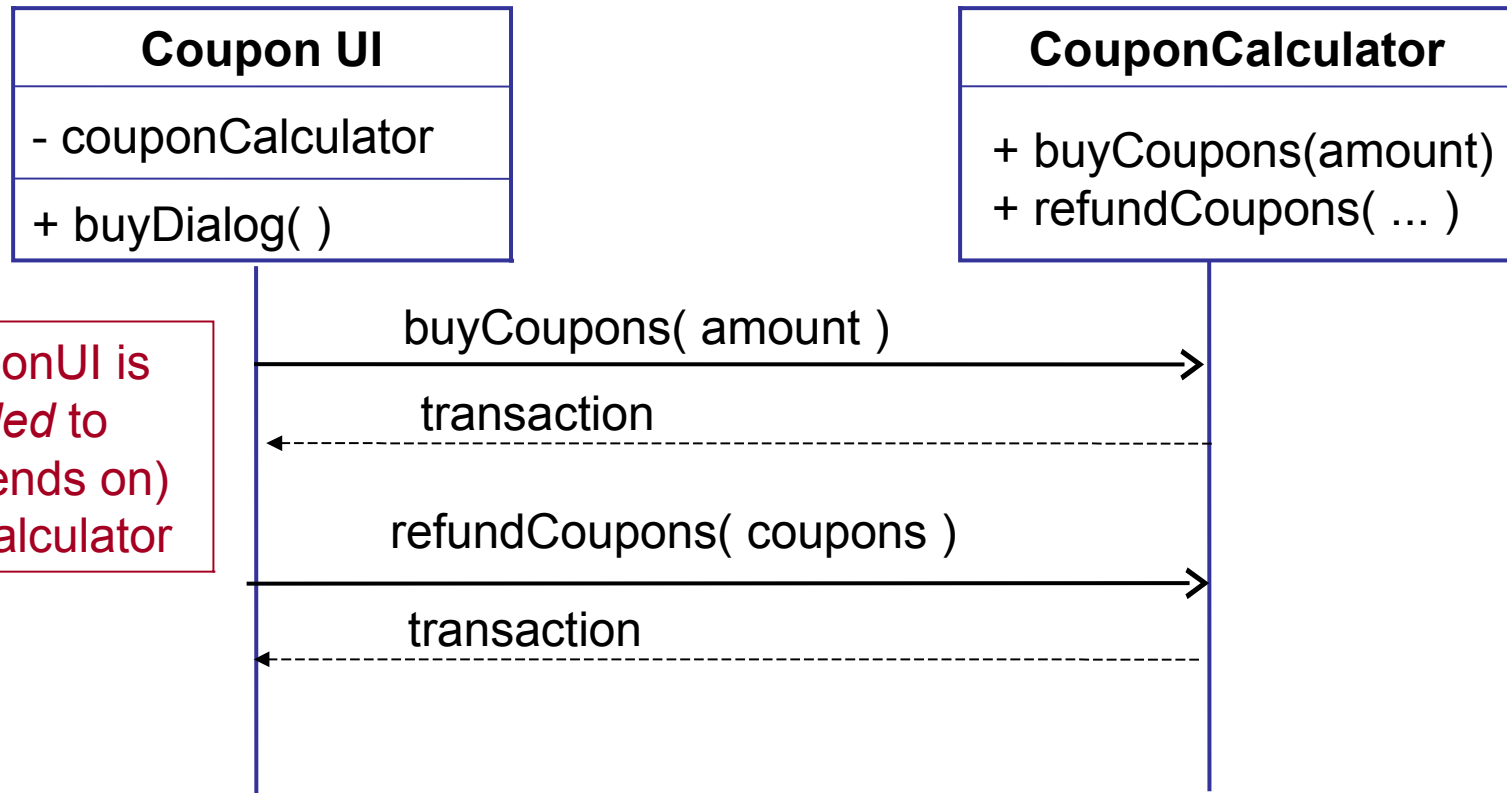 Coupon UI
- couponCalculator
+ buyDialog( )
CouponCalculator
+ buyCoupons(amount)
+ refundCoupons( ... )
buyCoupons( amount )
transaction
refundCoupons( coupons )
transaction
onUI is
led to
ends on)
alculator